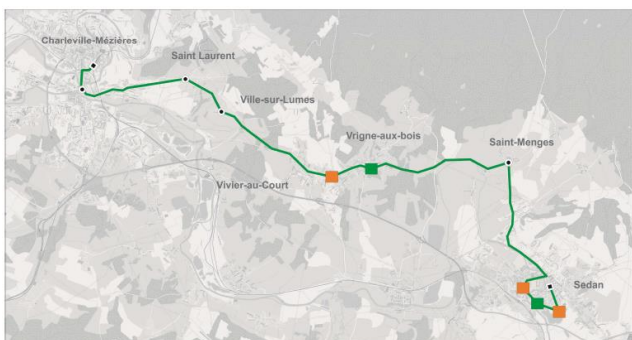 Charleville-Mézières
Saint Laurent
Ville-sur-Lumes
Vrigne-aux-bois
Saint-Menges
Vivier-au-Court
Sedan